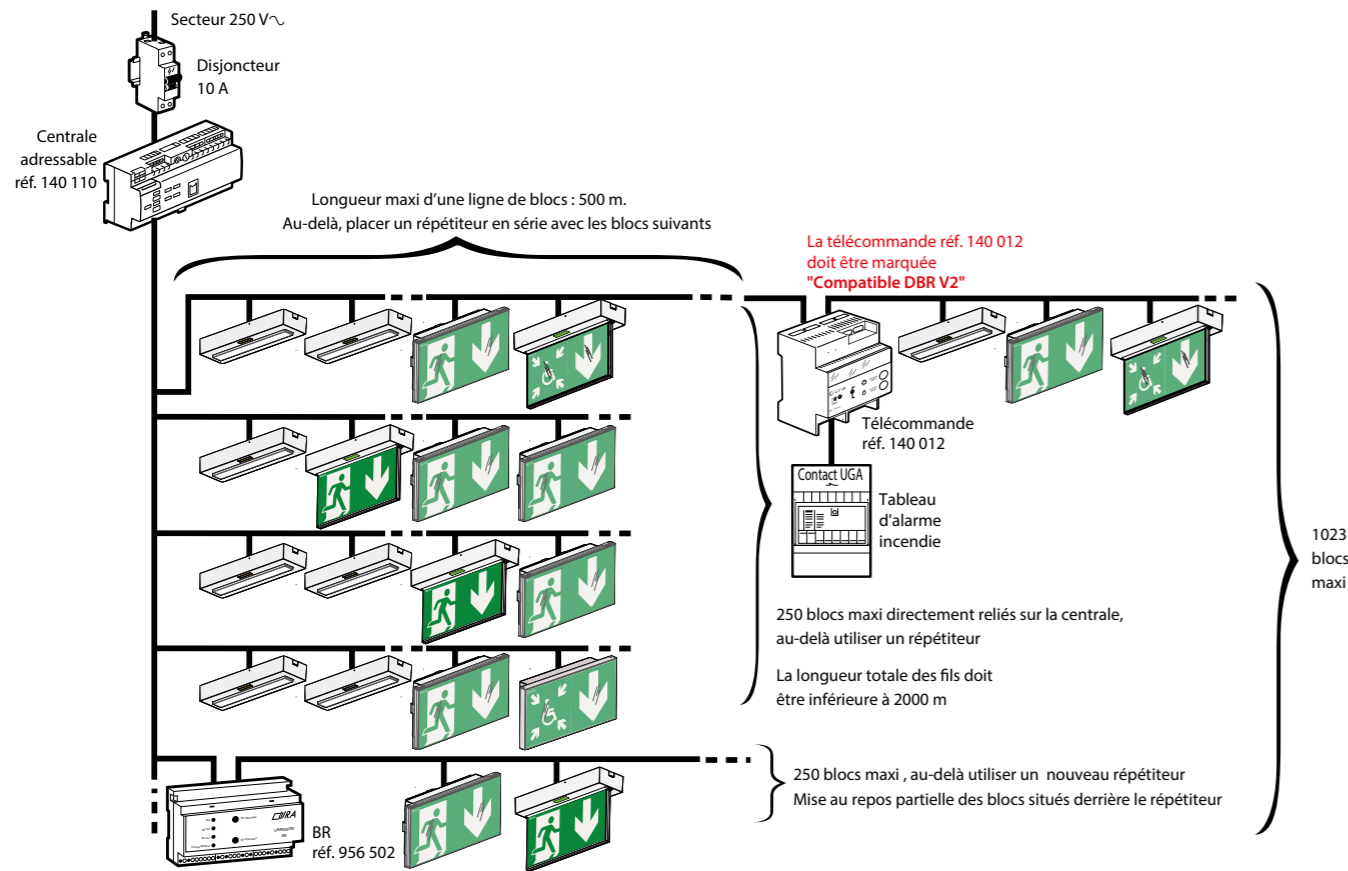 Secteur 250 V∿
Disjoncteur
10 A
Centrale
adressable
réf. 140 110
Longueur maxi d'une ligne de blocs : 500 m.
Au-delà, placer un répétiteur en série avec les blocs suivants
La télécommande réf. 140 012
doit être marquée
"Compatible DBR V2"
Télécommande
réf. 140 012
Contact UGA
Tableau
d'alarme
incendie
1023
blocs
maxi
250 blocs maxi directement reliés sur la centrale,
au-delà utiliser un répétiteur
La longueur totale des fils doit
être inférieure à 2000 m
250 blocs maxi , au-delà utiliser un nouveau répétiteur
Mise au repos partielle des blocs situés derrière le répétiteur
URA
BR
réf. 956 502